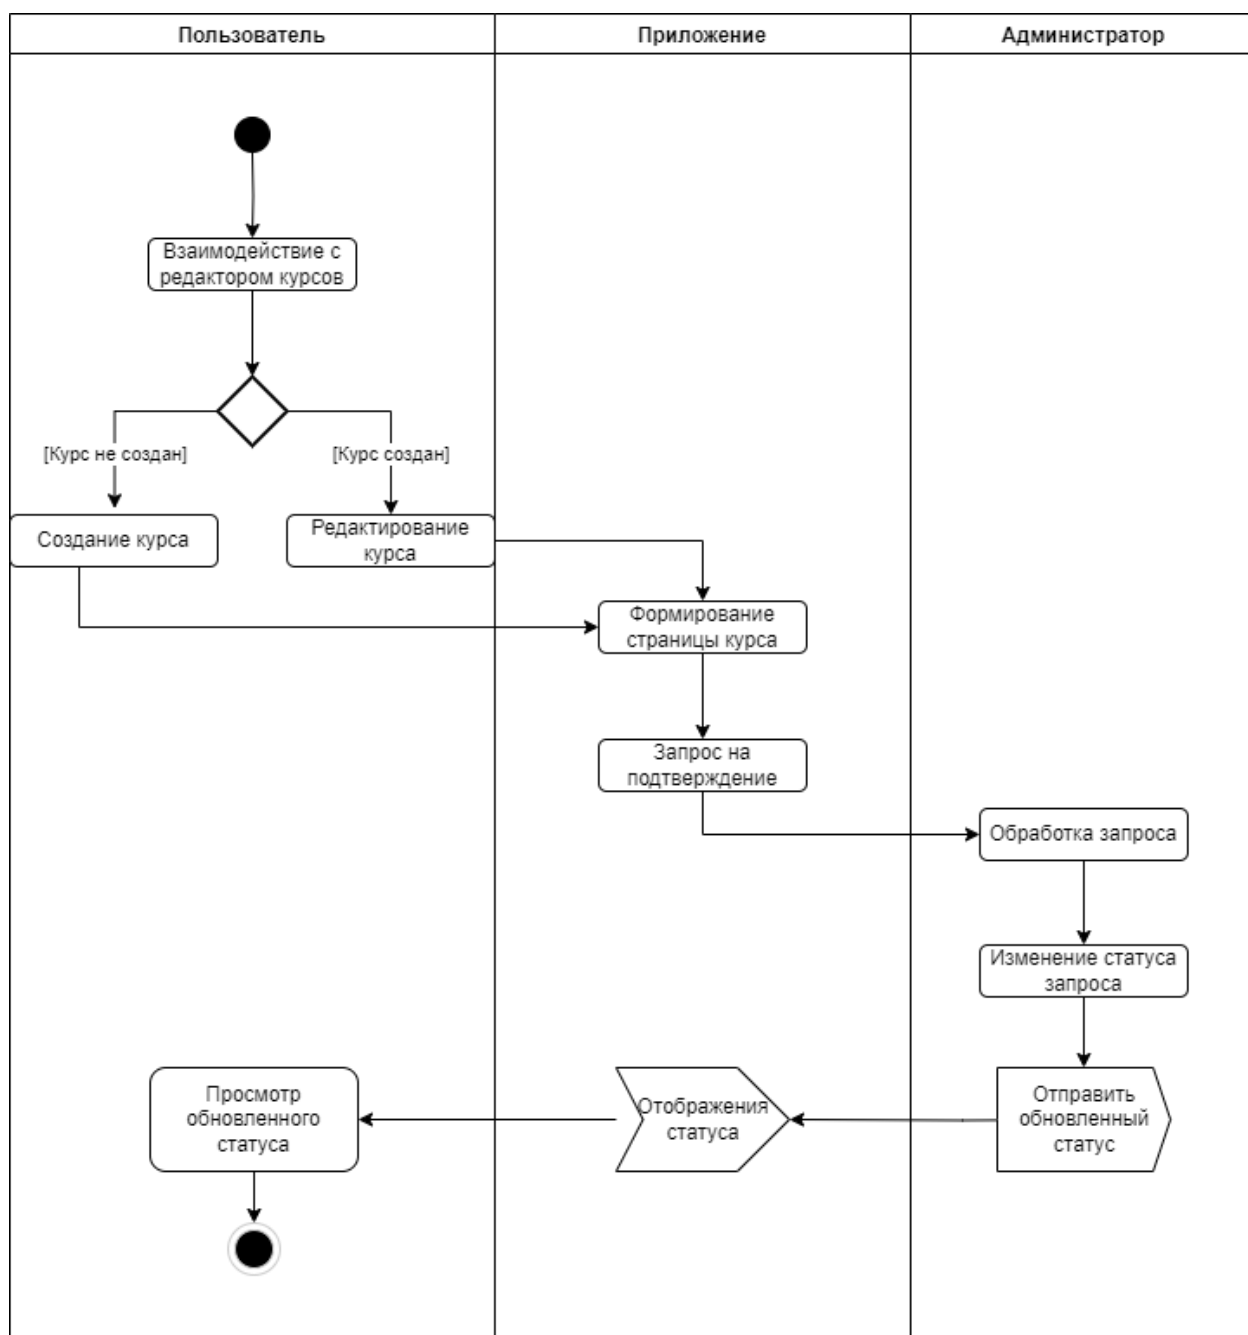 Пользователь
Приложение
Администратор
Взаимодействие с
редактором курсов
[Курс не создан]
[Курс создан]
Создание курса
Редактирование
курса
Формирование
страницы курса
Запрос на
подтверждение
Обработка запроса
Изменение статуса
запроса
Просмотр
обновленного
статуса
Отображения
статуса
Отправить
обновленный
статус